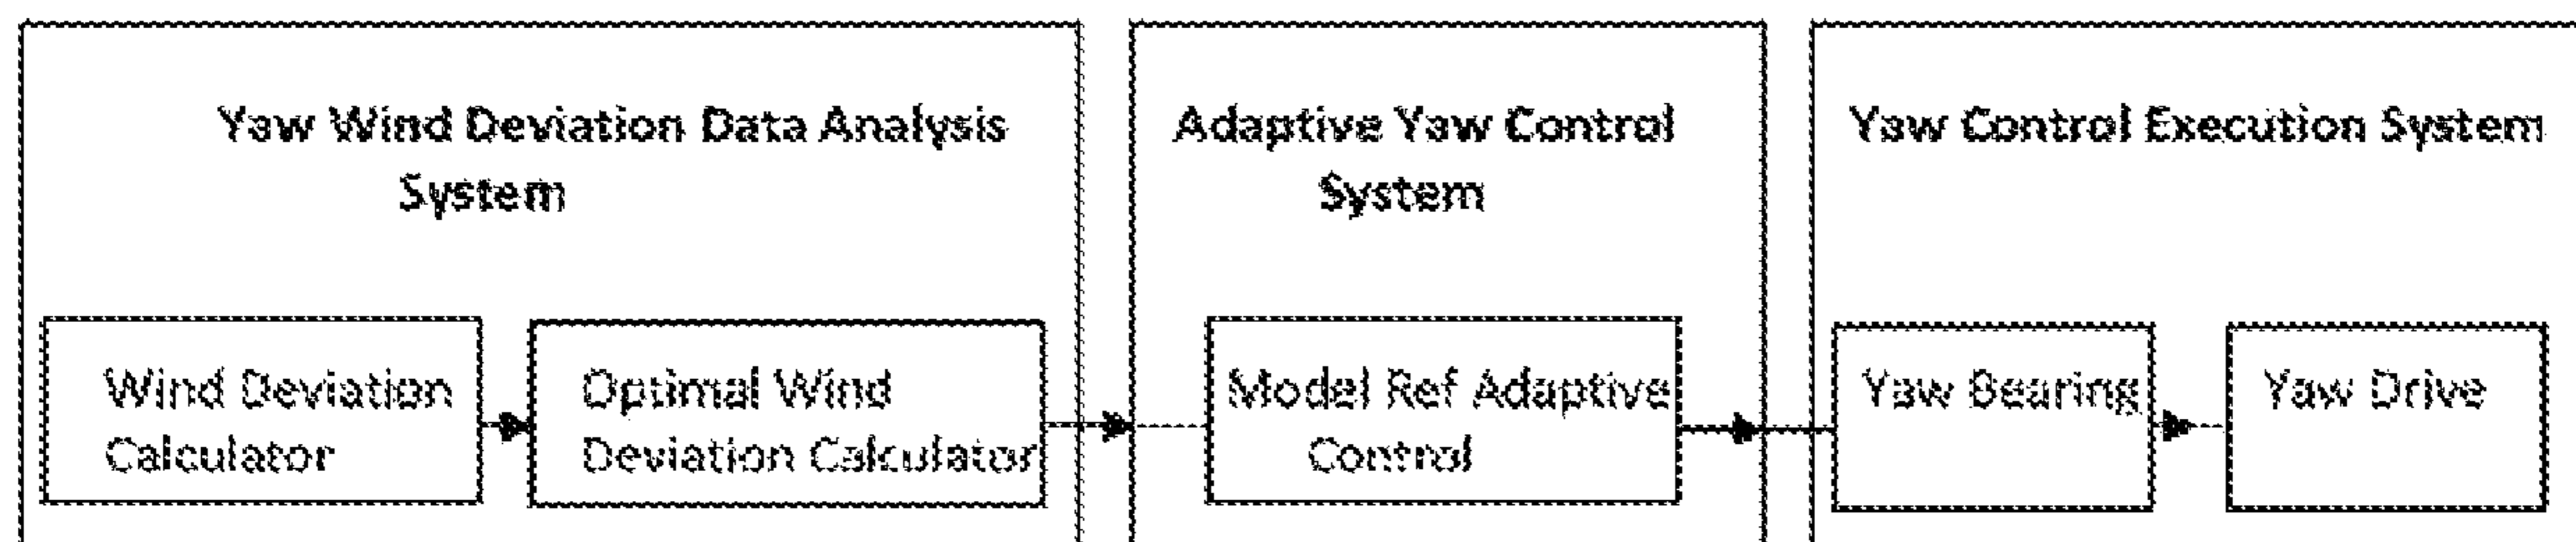 Yaw Wind Deviation Data Analysis
System
Adaptive Yaw Control
System
Yaw Control Execution System
Wind Deviation
Calculator
Optimal Wind
Deviation Calculator
Model Ref Adaptive
Control
Yaw Bearing
Yaw Drive